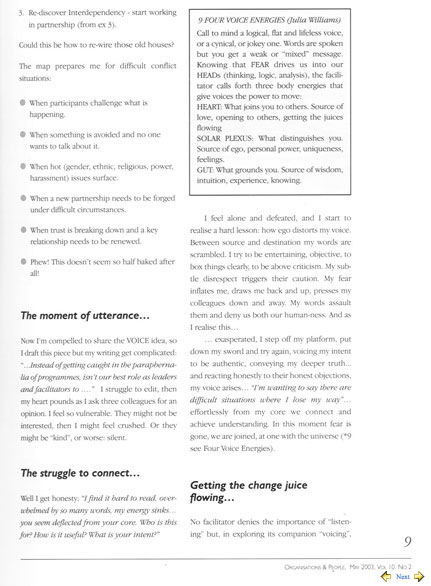 3. Re-discover Interdependency - start working
in partnership (from ex 3).
Could this be how to re-wire those old houses?
The map prepares me for difficult conflict
situations:
When participants challenge what is
happening.
When something is avoided and no one
wants to talk about it.
When hot (gender, ethnic, religious, power,
harassment) issues surface.
When a new partnership needs to be forged
under difficult circumstances.
When trust is breaking down and a key
relationship needs to be renewed.
Phew! This doesn't seem so half baked after
all!
The moment of utterance…
Now I'm compelled to share the VOICE idea, so
I draft this piece but my writing get complicated:
"…Instead of getting caught in the parapherna-
lia of programmes, isn't our best role as leaders
and facilitators to …." I struggle to edit, then
my heart pounds as I ask three colleagues for an
opinion. I feel so vulnerable. They might not be
interested, then I might feel crushed. Or they
might be "kind", or worse: silent.
The struggle to connect…
Well I get honesty: "I find it hard to read, over-
whelmed by so many words, my energy sinks…
you seem deflected from your core. Who is this
for? How is it useful? What is your intent?"
9 FOUR VOICE ENERGIES (Julia Williams)
Call to mind a logical, flat and lifeless voice,
or a cynical, or jokey one. Words are spoken
but you get a weak or "mixed" message.
Knowing that FEAR drives us into our
HEADs (thinking, logic, analysis), the facili-
tator calls forth three body energies that
give voices the power to move:
HEART: What joins you to others. Source of
love, opening to others, getting the juices
flowing
SOLAR PLEXUS: What distinguishes you.
Source of ego, personal power, uniqueness,
feelings.
GUT: What grounds you. Source of wisdom,
intuition, experience, knowing.
I feel alone and defeated, and I start to
realise a hard lesson: how ego distorts my voice.
Between source and destination my words are
scrambled. I try to be entertaining, objective, to
box things clearly, to be above criticism. My sub-
tle disrespect triggers their caution. My fear
inflates me, draws me back and up, presses my
colleagues down and away. My words assault
them and deny us both our human-ness. And as
I realise this…
… exasperated, I step off my platform, put
down my sword and try again, voicing my intent
to be authentic, conveying my deeper truth...
and reacting honestly to their honest objections,
my voice arises… "I'm wanting to say there are
difficult situations where I lose my way"…
effortlessly from my core we connect and
achieve understanding. In this moment fear is
gone, we are joined, at one with the universe (*9
see Four Voice Energies).
Getting the change juice
flowing…
No facilitator denies the importance of "listen-
ing" but, in exploring its companion "voicing",
9
ORGANISATIONS & PEOPLE, MAY 2003, VOL 10. NO 2
Next